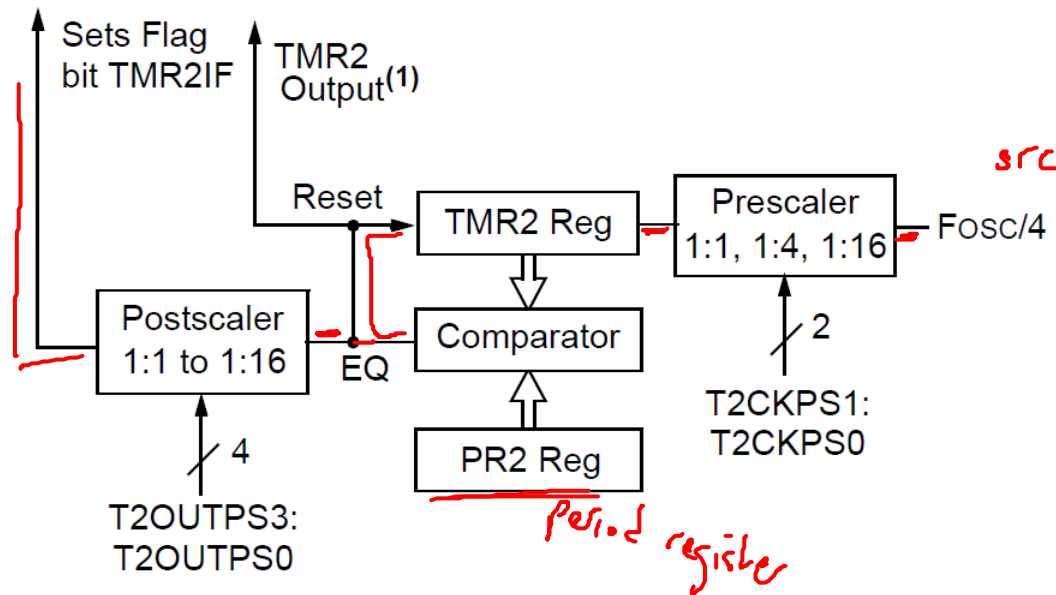 Sets Flag
bit TMR2IF
TMR2
Output(1)
src
Reset
TMR2 Reg
Prescaler
1:1, 1:4, 1:16
FOSC/4
Postscaler
1:1 to 1:16
EQ
Comparator
2
T2CKPS1:
T2CKPS0
4
PR2 Reg
T2OUTPS3:
T2OUTPS0
Period register